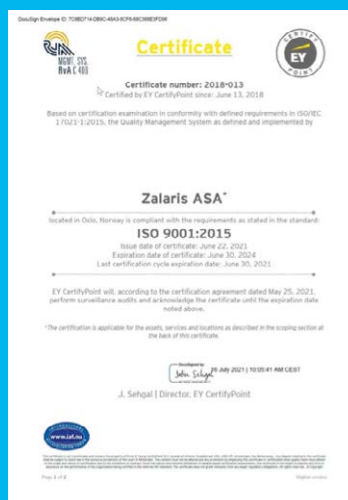 DocuSign Envelope ID:
MGMT. SYS.
RvA C 400
Certificate
CERTIFY
EY
POINT
Certificate number: 2018-013
Certified by EY CertifyPoint since: June 13, 2018
Based on certification examination in conformity with defined requirements in ISO/IEC
17021-1:2015, the Quality Management System as defined and implemented by
Zalaris ASA*
located in Oslo, Norway is compliant with the requirements as stated in the standard:
ISO 9001:2015
Issue date of certificate: June 22, 2021
Expiration date of certificate: June 30, 2024
Last certification cycle expiration date: June 30, 2021
EY CertifyPoint will, according to the certification agreement dated May 25, 2021,
perform surveillance audits and acknowledge the certificate until the expiration date
noted above.
*The certification is applicable for the assets, services and locations as described in the scoping section at
the back of this certificate.
DocuSigned by:
July 2021 | 10:05:41 AM CEST
J. Sehgal | Director, EY CertifyPoint
www.iaf.nu
Page 1 of 2
Digital version